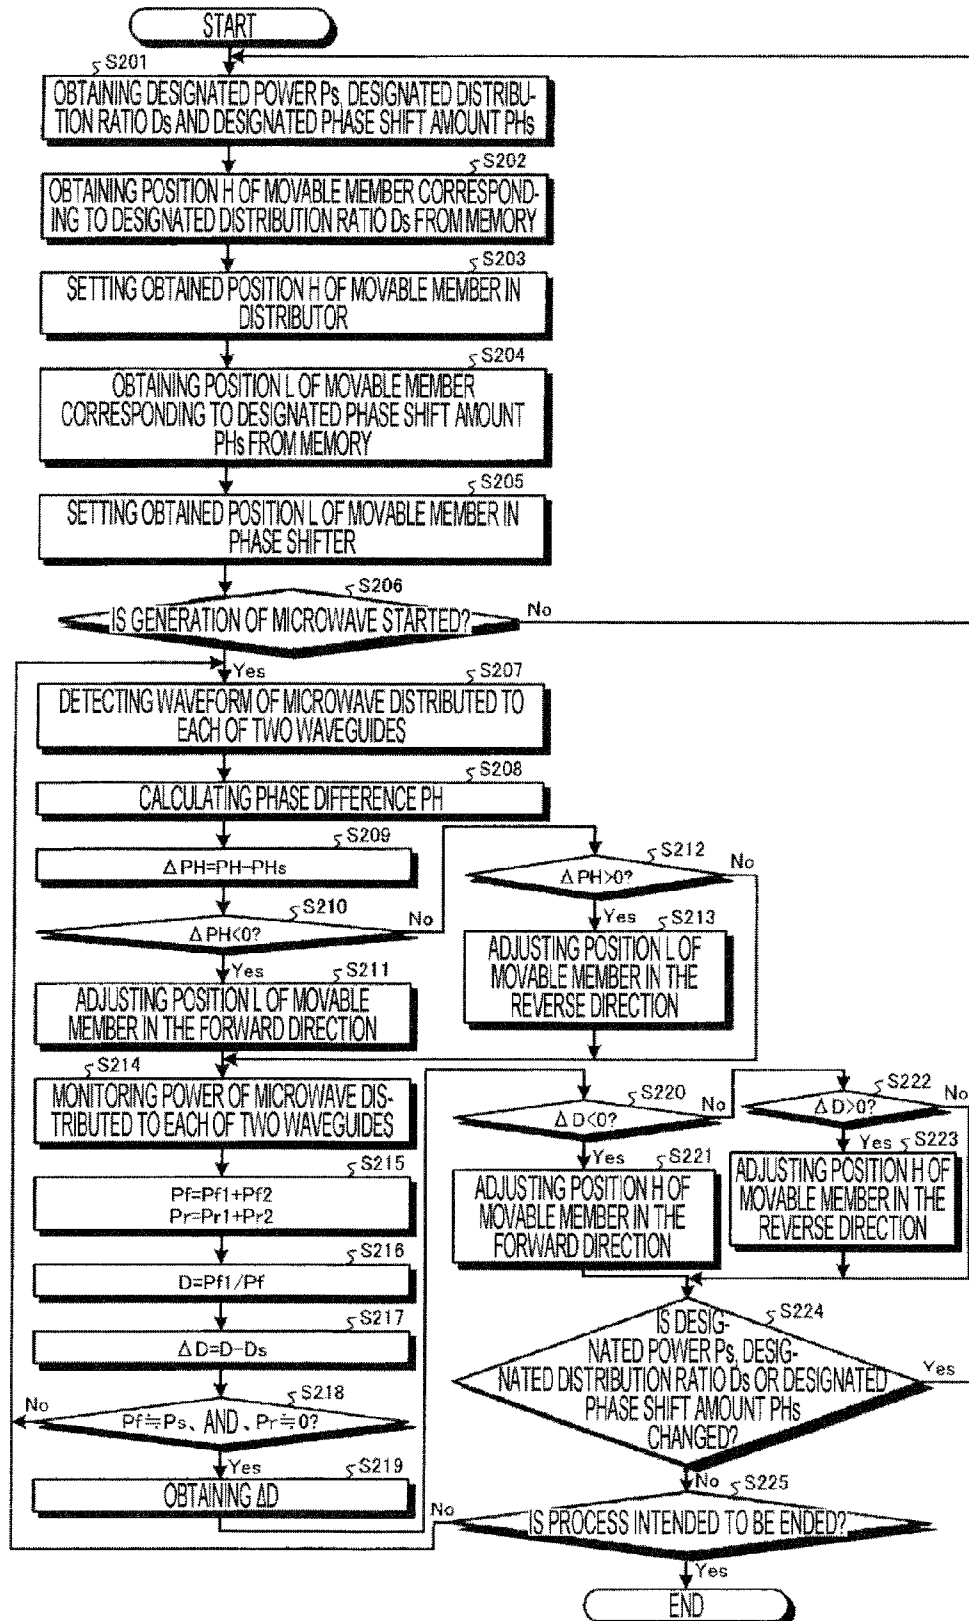 START
S201
OBTAINING DESIGNATED POWER Ps, DESIGNATED DISTRIBU-
TION RATIO Ds AND DESIGNATED PHASE SHIFT AMOUNT PHs
S202
OBTAINING POSITION H OF MOVABLE MEMBER CORRESPOND-
ING TO DESIGNATED DISTRIBUTION RATIO Ds FROM MEMORY
S203
SETTING OBTAINED POSITION H OF MOVABLE MEMBER IN
DISTRIBUTOR
S204
OBTAINING POSITION L OF MOVABLE MEMBER
CORRESPONDING TO DESIGNATED PHASE SHIFT AMOUNT
PHs FROM MEMORY
S205
SETTING OBTAINED POSITION L OF MOVABLE MEMBER IN
PHASE SHIFTER
S206
IS GENERATION OF MICROWAVE STARTED?
No
Yes
S207
DETECTING WAVEFORM OF MICROWAVE DISTRIBUTED TO
EACH OF TWO WAVEGUIDES
S208
CALCULATING PHASE DIFFERENCE PH
S209
ΔPH=PH-PHs
S210
ΔPH<0?
No
Yes
S211
ADJUSTING POSITION L OF MOVABLE
MEMBER IN THE FORWARD DIRECTION
S212
ΔPH>0?
No
Yes
S213
ADJUSTING POSITION L OF
MOVABLE MEMBER IN THE
REVERSE DIRECTION
S214
MONITORING POWER OF MICROWAVE DIS-
TRIBUTED TO EACH OF TWO WAVEGUIDES
S215
Pf=Pf1+Pf2
Pr=Pr1+Pr2
S216
D=Pf1/Pf
S217
ΔD=D-Ds
S218
Pf≒Ps、AND、Pr≒0?
No
Yes
S219
OBTAINING ΔD
S220
ΔD<0?
No
Yes
S221
ADJUSTING POSITION H OF
MOVABLE MEMBER IN THE
FORWARD DIRECTION
S222
ΔD>0?
No
Yes
S223
ADJUSTING POSITION H OF
MOVABLE MEMBER IN THE
REVERSE DIRECTION
S224
IS DESIG-
NATED POWER Ps, DESIG-
NATED DISTRIBUTION RATIO Ds OR DESIGNATED
PHASE SHIFT AMOUNT PHs
CHANGED?
Yes
No
S225
IS PROCESS INTENDED TO BE ENDED?
No
Yes
END